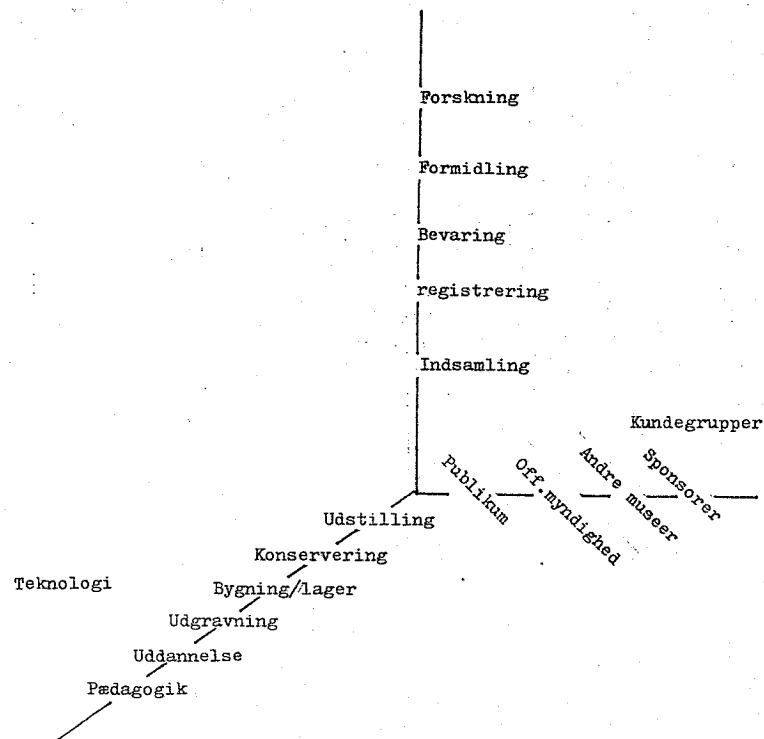 Forskning
Formidling
Bevaring
registrering
Indsamling
Kundegrupper
Publikum
Off.myndighed
Andre museer
Sponsorer
Udstilling
Konservering
Teknologi
Bygning/lager
Udgravning
Uddannelse
Pædagogik